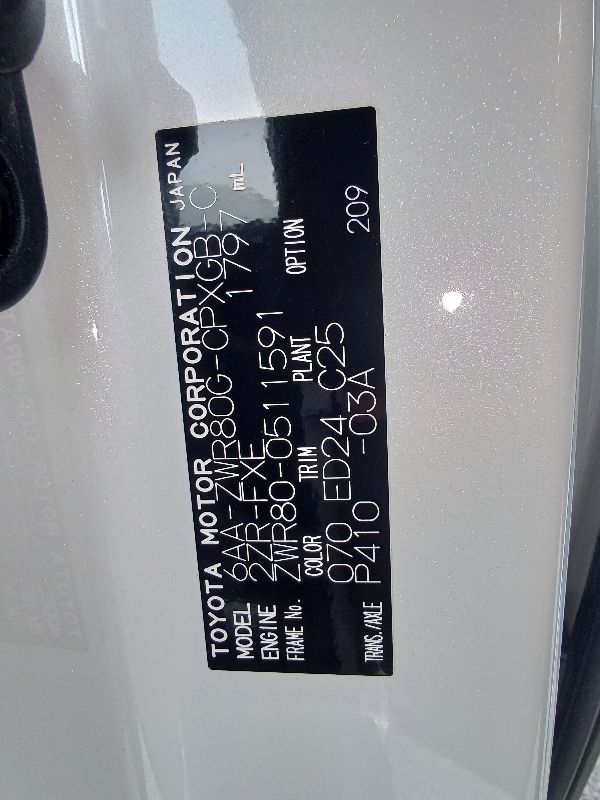 TOYOTA MOTOR CORPORATION JAPAN
MODEL 6AA-ZWR80G-CPXGB-C
ENGINE 2ZR-FXE 1797 mL
FRAME No. ZWR80-0511591
COLOR TRIM PLANT OPTION
070 ED24 C25
TRANS./AXLE P410 -03A 209